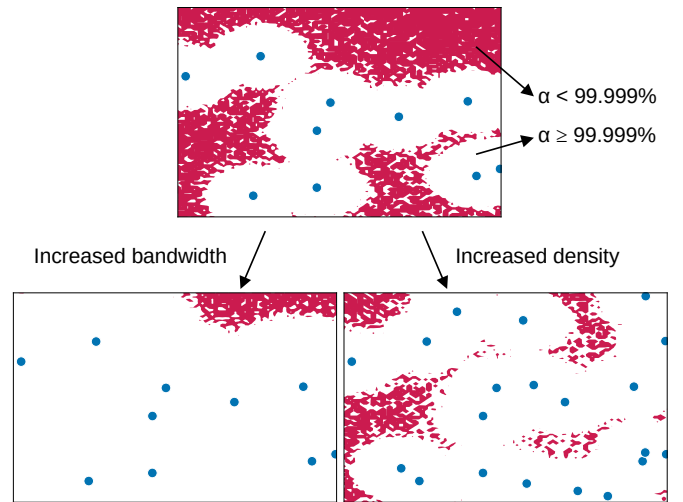 α < 99.999%
α ≥ 99.999%
Increased bandwidth
Increased density